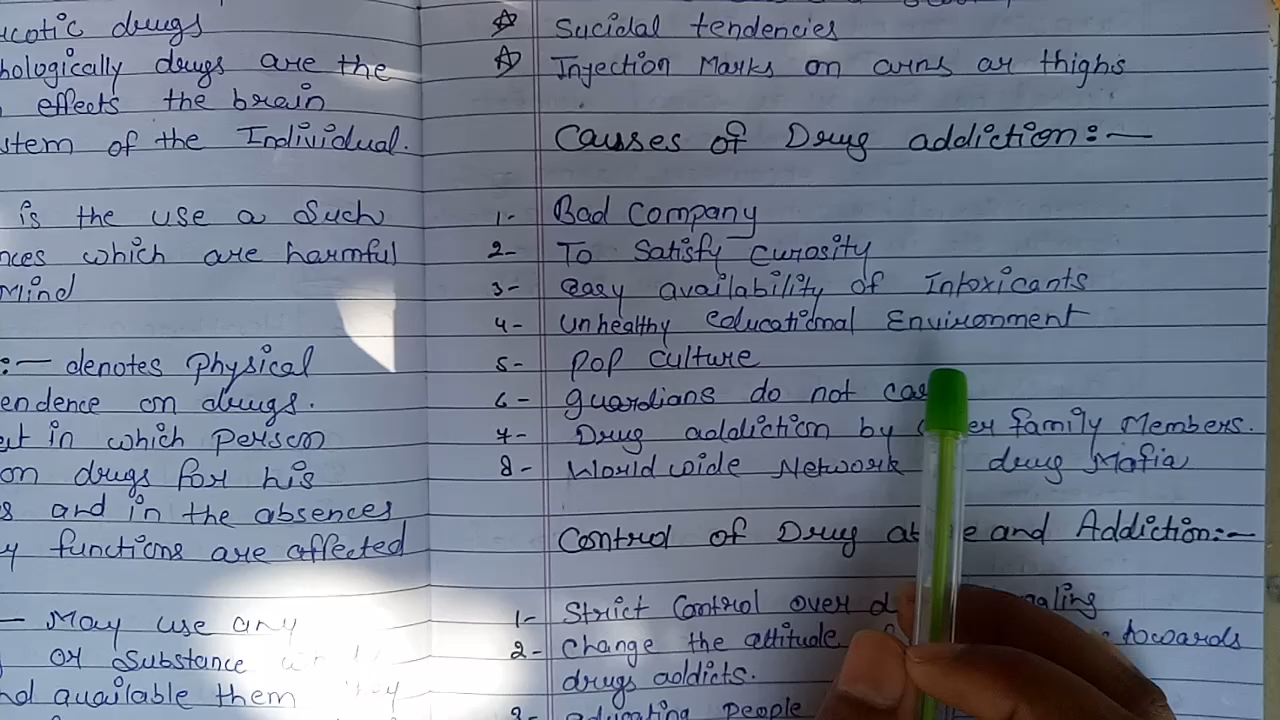 ucotic drugs
hologically drugs are the
effects the brain
stem of the Individual.
is the use a Such
nces which are harmful
Mind
:— denotes Physical
endence on drugs.
ut in which Person
on drugs for his
s and in the absences
y functions are affected
— May use any
or Substance
nd available them
☆ Sucidal tendencies
☆ Injection Marks on arms or thighs
Causes of Drug addiction:—
1- Bad Company
2- To Satisfy Curosity
3- easy availability of Intoxicants
4- Unhealthy educational Environment
5- Pop Culture
6- guardians do not
7- Drug addiction by family Members.
8- World wide Network drug Mafia
Control of Drug and Addiction:—
1- Strict Control over
2- Change the attitude towards
drugs addicts.
3- People